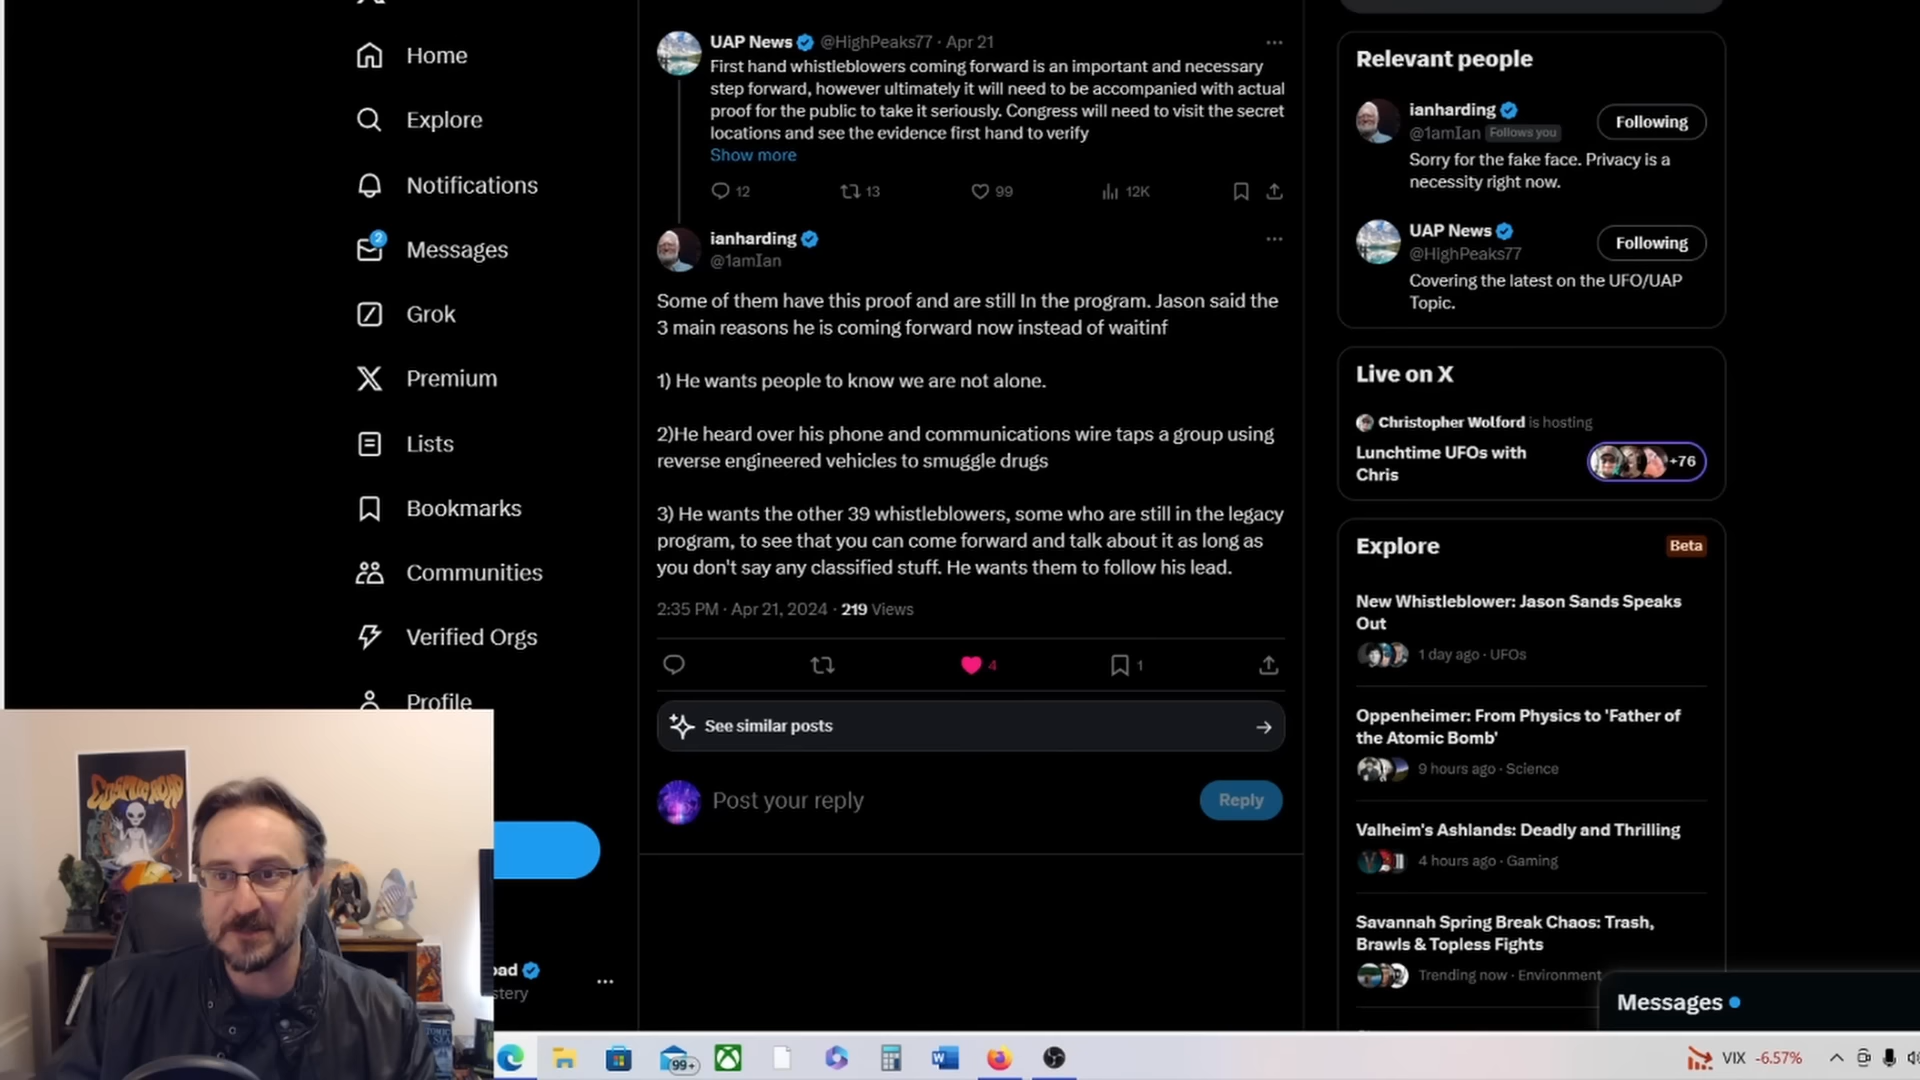 Home
Explore
Notifications
2
Messages
Grok
Premium
Lists
Bookmarks
Communities
Verified Orgs
Profile
UAP News @HighPeaks77 · Apr 21
First hand whistleblowers coming forward is an important and necessary
step forward, however ultimately it will need to be accompanied with actual
proof for the public to take it seriously. Congress will need to visit the secret
locations and see the evidence first hand to verify
Show more
12 13 99 12K
ianharding
@1amIan
Some of them have this proof and are still In the program. Jason said the
3 main reasons he is coming forward now instead of waitinf
1) He wants people to know we are not alone.
2)He heard over his phone and communications wire taps a group using
reverse engineered vehicles to smuggle drugs
3) He wants the other 39 whistleblowers, some who are still in the legacy
program, to see that you can come forward and talk about it as long as
you don't say any classified stuff. He wants them to follow his lead.
2:35 PM · Apr 21, 2024 · 219 Views
4 1
See similar posts
Post your reply
Reply
Relevant people
ianharding
@1amIan Follows you
Following
Sorry for the fake face. Privacy is a
necessity right now.
UAP News
@HighPeaks77
Following
Covering the latest on the UFO/UAP
Topic.
Live on X
Christopher Wolford is hosting
Lunchtime UFOs with
Chris
+76
Explore
Beta
New Whistleblower: Jason Sands Speaks
Out
1 day ago · UFOs
Oppenheimer: From Physics to 'Father of
the Atomic Bomb'
9 hours ago · Science
Valheim's Ashlands: Deadly and Thrilling
4 hours ago · Gaming
Savannah Spring Break Chaos: Trash,
Brawls & Topless Fights
Trending now · Environment
Messages
COSMIC ROAD
oad
stery
99+
VIX -6.57%